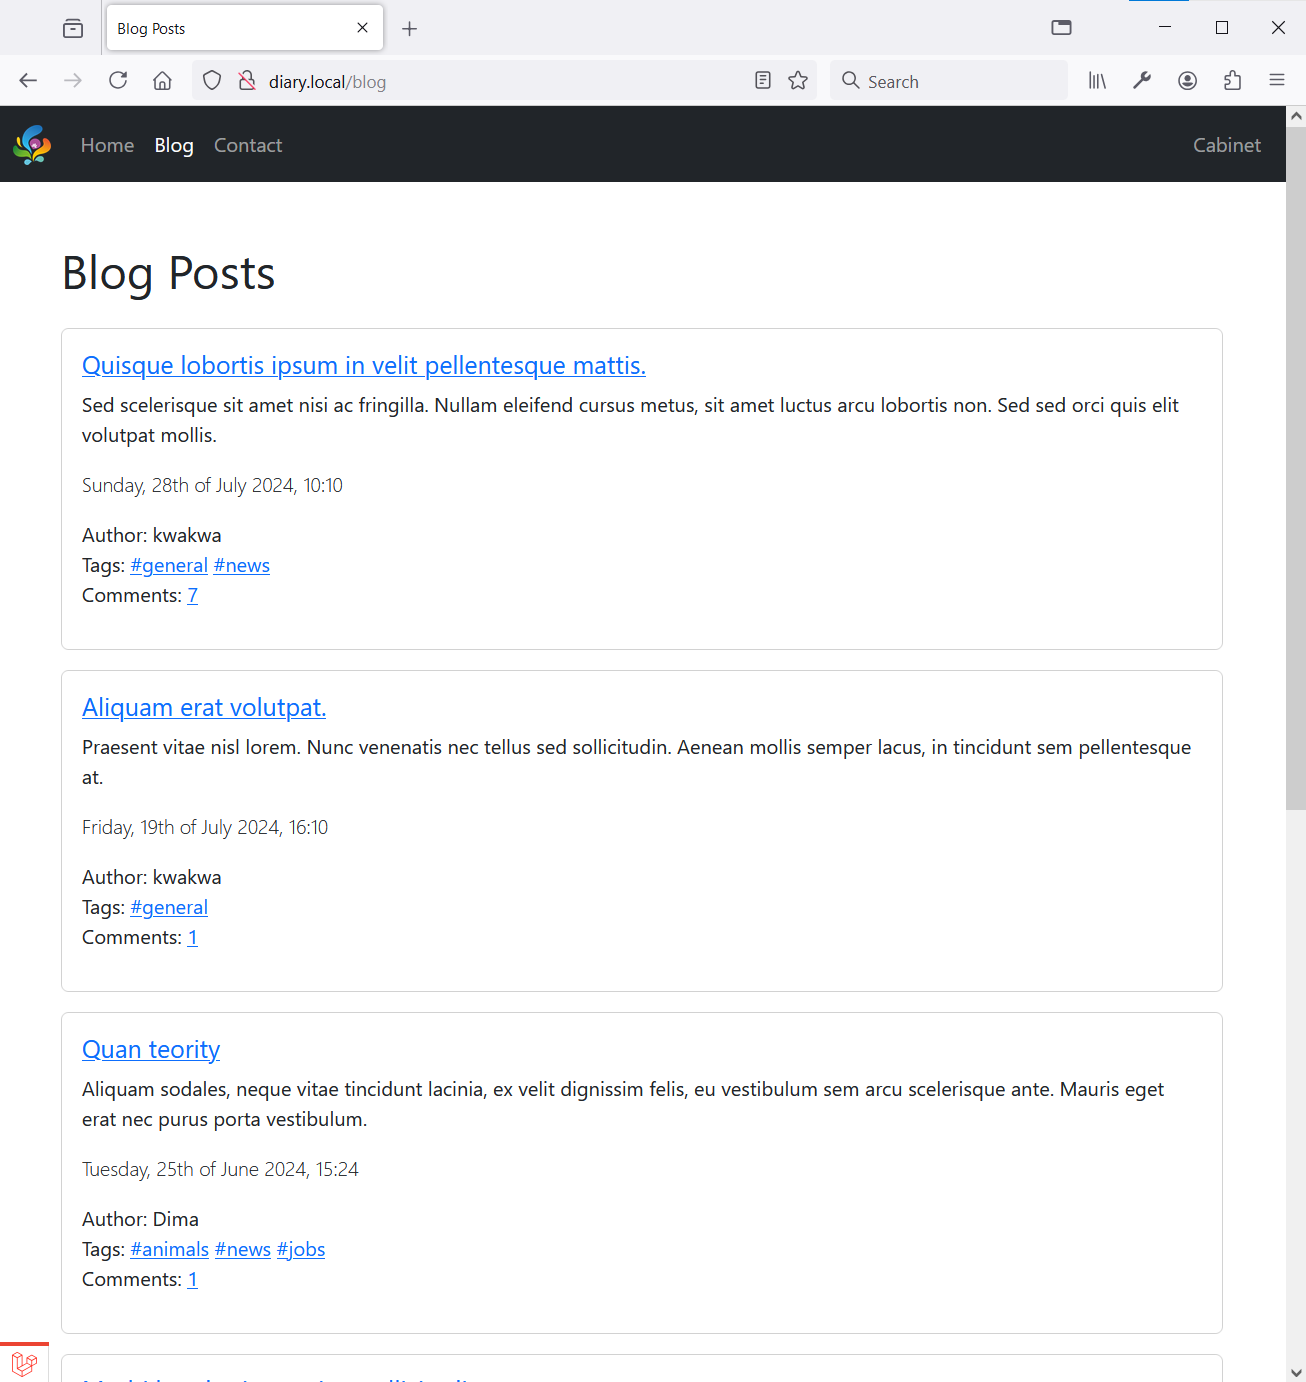 Blog Posts
diary.local/blog
Search
Home Blog Contact Cabinet
Blog Posts
Quisque lobortis ipsum in velit pellentesque mattis.
Sed scelerisque sit amet nisi ac fringilla. Nullam eleifend cursus metus, sit amet luctus arcu lobortis non. Sed sed orci quis elit
volutpat mollis.
Sunday, 28th of July 2024, 10:10
Author: kwakwa
Tags: #general #news
Comments: 7
Aliquam erat volutpat.
Praesent vitae nisl lorem. Nunc venenatis nec tellus sed sollicitudin. Aenean mollis semper lacus, in tincidunt sem pellentesque
at.
Friday, 19th of July 2024, 16:10
Author: kwakwa
Tags: #general
Comments: 1
Quan teority
Aliquam sodales, neque vitae tincidunt lacinia, ex velit dignissim felis, eu vestibulum sem arcu scelerisque ante. Mauris eget
erat nec purus porta vestibulum.
Tuesday, 25th of June 2024, 15:24
Author: Dima
Tags: #animals #news #jobs
Comments: 1